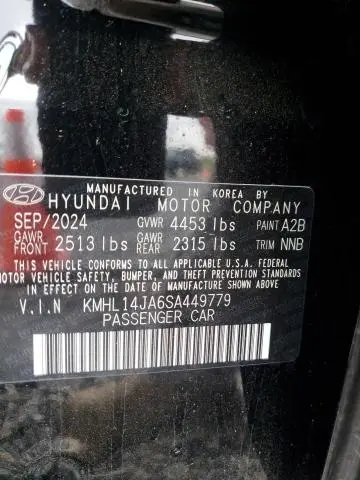 MANUFACTURED IN KOREA BY
HYUNDAI MOTOR COMPANY
SEP/2024 GVWR 4453 lbs PAINT A2B
GAWR FRONT 2513 lbs GAWR REAR 2315 lbs TRIM NNB
THIS VEHICLE CONFORMS TO ALL APPLICABLE U.S.A. FEDERAL
MOTOR VEHICLE SAFETY, BUMPER, AND THEFT PREVENTION STANDARDS
IN EFFECT ON THE DATE OF MANUFACTURE SHOWN ABOVE.
V.I.N KMHL14JA6SA449779
PASSENGER CAR